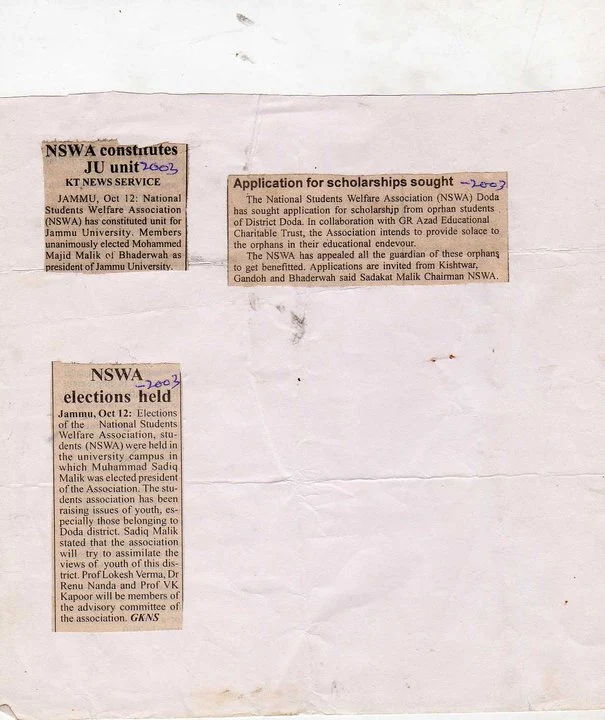 NSWA constitutes
JU unit 2003
KT NEWS SERVICE
JAMMU, Oct 12: National
Students Welfare Association
(NSWA) has constituted unit for
Jammu University. Members
unanimously elected Mohammed
Majid Malik of Bhaderwah as
president of Jammu University.
Application for scholarships sought -2003
The National Students Welfare Association (NSWA) Doda
has sought application for scholarship from oprhan students
of District Doda. In collaboration with GR Azad Educational
Charitable Trust, the Association intends to provide solace to
the orphans in their educational endevour.
The NSWA has appealed all the guardian of these orphans
to get benefitted. Applications are invited from Kishtwar,
Gandoh and Bhaderwah said Sadakat Malik Chairman NSWA.
NSWA
-2003
elections held
Jammu, Oct 12: Elections
of the National Students
Welfare Association, stu-
dents (NSWA) were held in
the university campus in
which Muhammad Sadiq
Malik was elected president
of the Association. The stu-
dents association has been
raising issues of youth, es-
pecially those belonging to
Doda district. Sadiq Malik
stated that the association
will try to assimilate the
views of youth of this dis-
trict. Prof Lokesh Verma, Dr
Renu Nanda and Prof VK
Kapoor will be members of
the advisory committee of
the association. GKNS